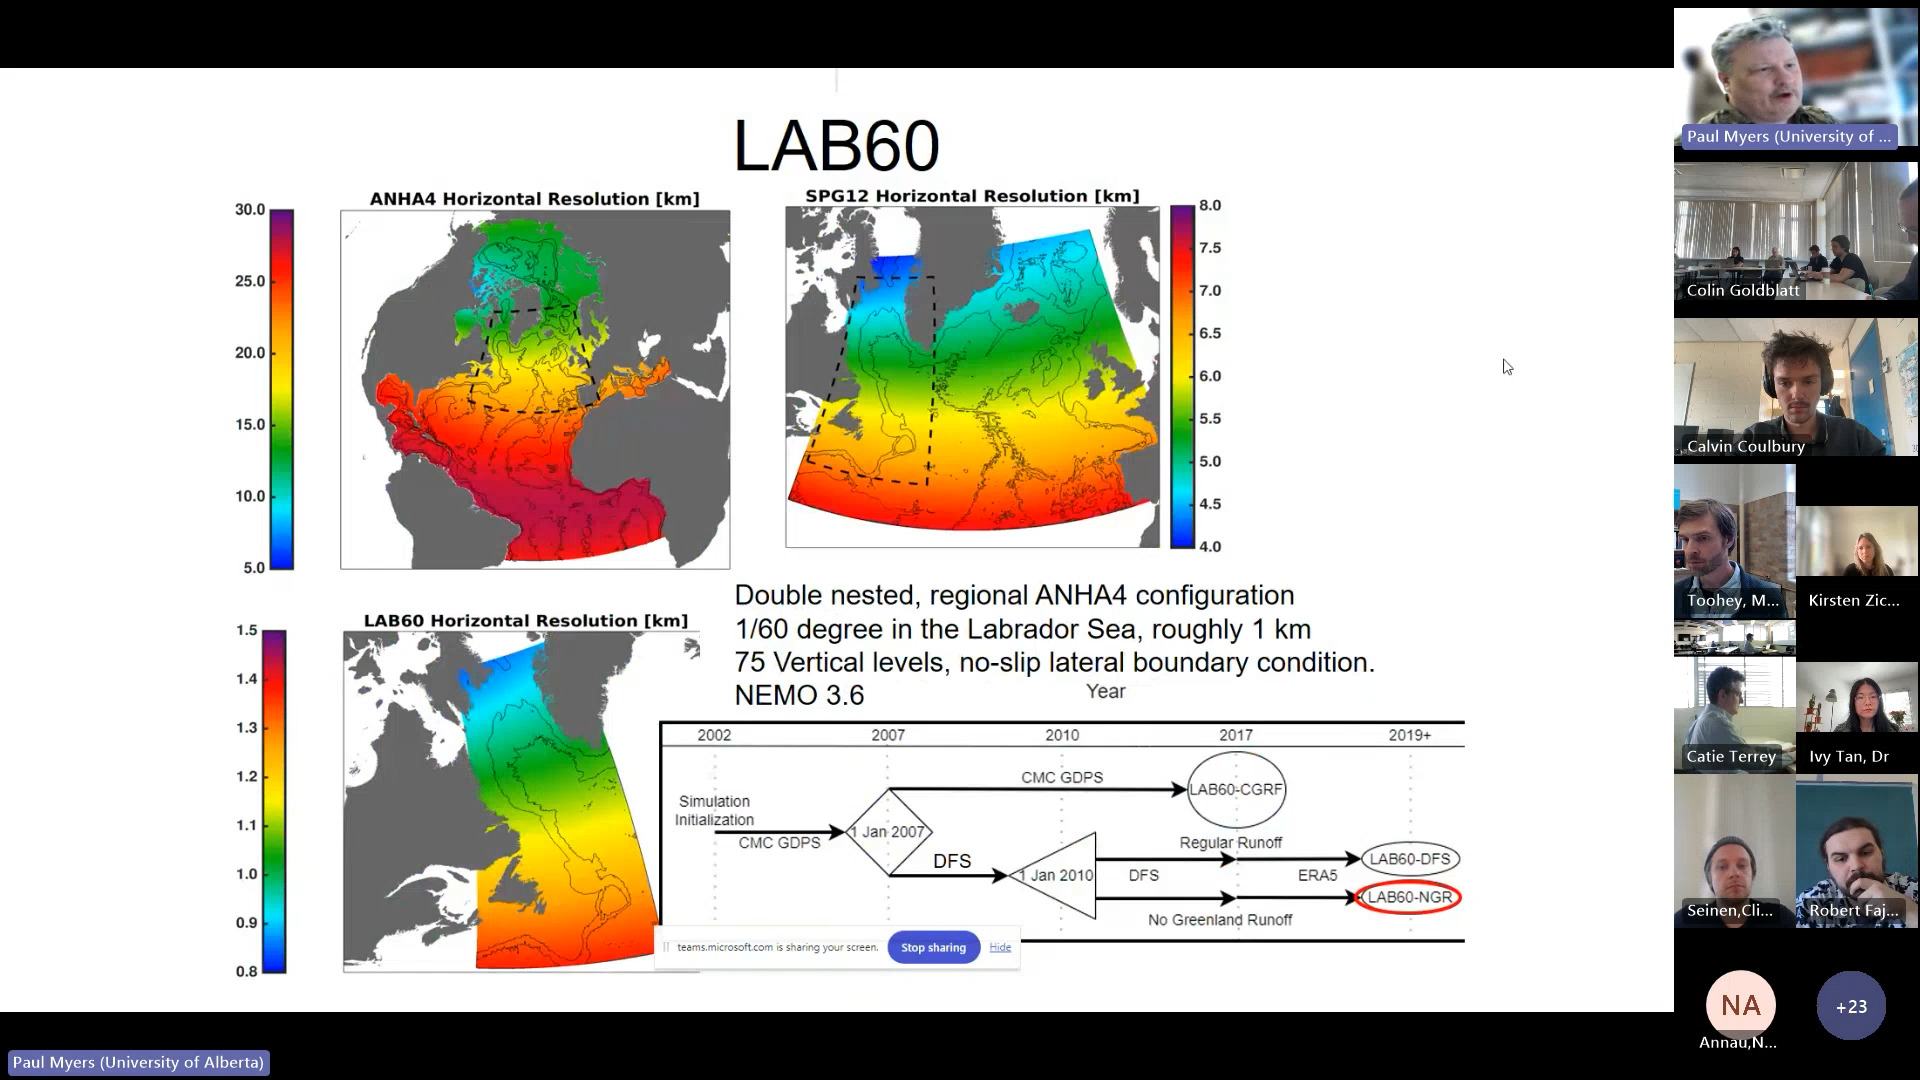 LAB60
ANHA4 Horizontal Resolution [km]
30.0
25.0
20.0
15.0
10.0
5.0
SPG12 Horizontal Resolution [km]
8.0
7.5
7.0
6.5
6.0
5.5
5.0
4.5
4.0
LAB60 Horizontal Resolution [km]
1.5
1.4
1.3
1.2
1.1
1.0
0.9
0.8
Double nested, regional ANHA4 configuration
1/60 degree in the Labrador Sea, roughly 1 km
75 Vertical levels, no-slip lateral boundary condition.
NEMO 3.6
Year
2002 2007 2010 2017 2019+
Simulation
Initialization
CMC GDPS
1 Jan 2007
CMC GDPS
LAB60-CGRF
DFS
1 Jan 2010
Regular Runoff
DFS
ERA5
LAB60-DFS
LAB60-NGR
No Greenland Runoff
teams.microsoft.com is sharing your screen. Stop sharing Hide
Paul Myers (University of Alberta)
Paul Myers (University of ...
Colin Goldblatt
Calvin Coulbury
Toohey, M...
Kirsten Zic...
Catie Terrey
Ivy Tan, Dr
Seinen,Cli...
Robert Faj...
NA
Annau,N...
+23